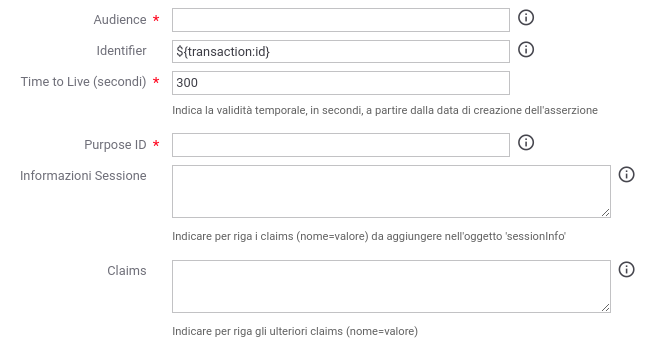 Audience *
Identifier ${transaction:id}
Time to Live (secondi) * 300
Indica la validità temporale, in secondi, a partire dalla data di creazione dell'asserzione
Purpose ID *
Informazioni Sessione
Indicare per riga i claims (nome=valore) da aggiungere nell'oggetto 'sessionInfo'
Claims
Indicare per riga gli ulteriori claims (nome=valore)